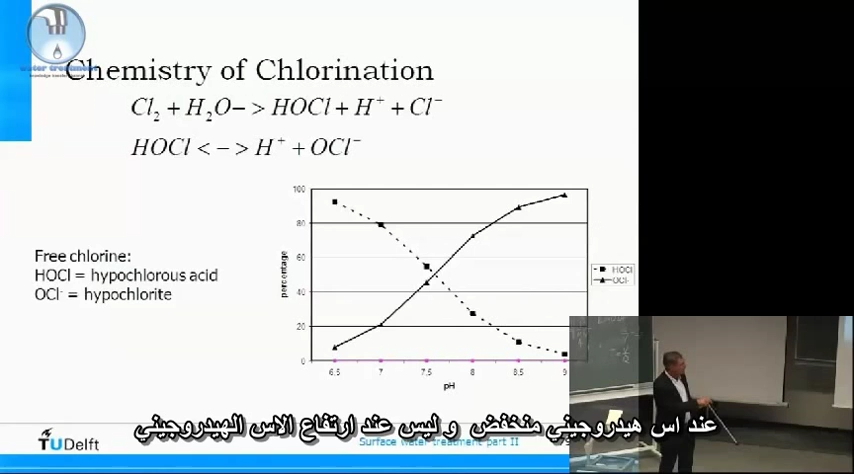 water treatment
Chemistry of Chlorination
Cl₂ + H₂O − > HOCl + H⁺ + Cl⁻
HOCl < − > H⁺ + OCl⁻
Free chlorine:
HOCl = hypochlorous acid
OCl⁻ = hypochlorite
100
80
60
40
20
0
percentage
6,5 7 7,5 8 8,5 9
pH
HOCl
OCl-
عند اس هيدروجيني منخفض و ليس عند ارتفاع الاس الهيدروجيني
TUDelft
Surface water treatment part II